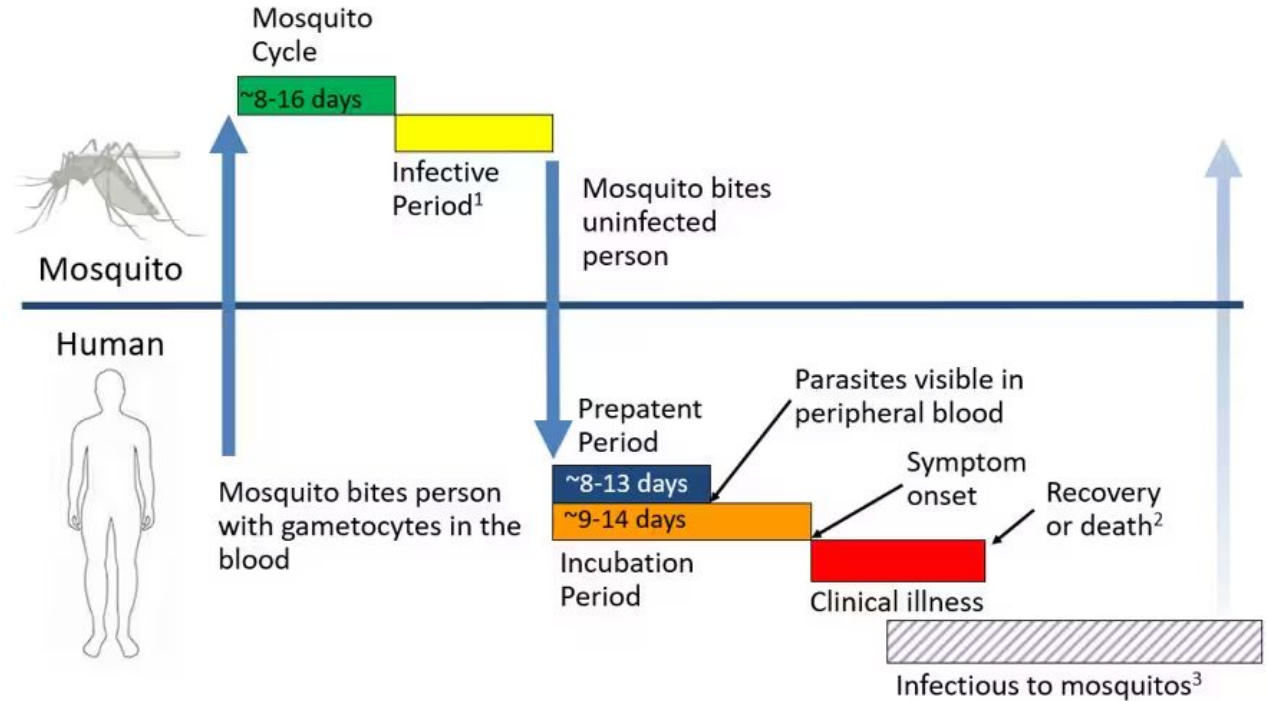 Mosquito
Cycle
~8-16 days
Infective
Period¹
Mosquito bites
uninfected
person
Mosquito
Human
Mosquito bites person
with gametocytes in the
blood
Prepatent
Period
~8-13 days
~9-14 days
Incubation
Period
Parasites visible in
peripheral blood
Symptom
onset
Recovery
or death²
Clinical illness
Infectious to mosquitos³